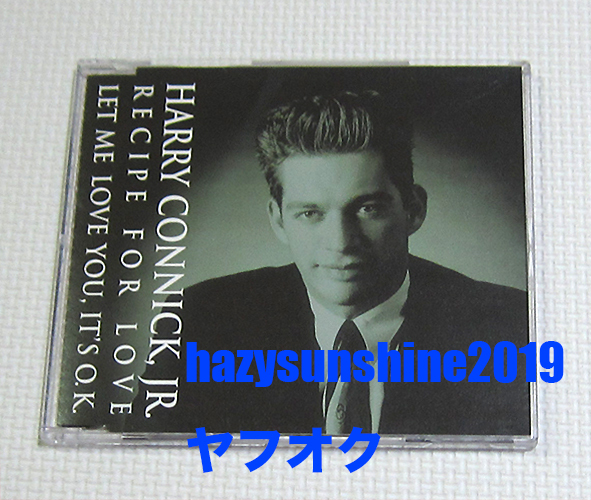 HARRY CONNICK, JR.
RECIPE FOR LOVE
LET ME LOVE YOU, IT'S O.K.
hazysunshine2019
ヤフオク